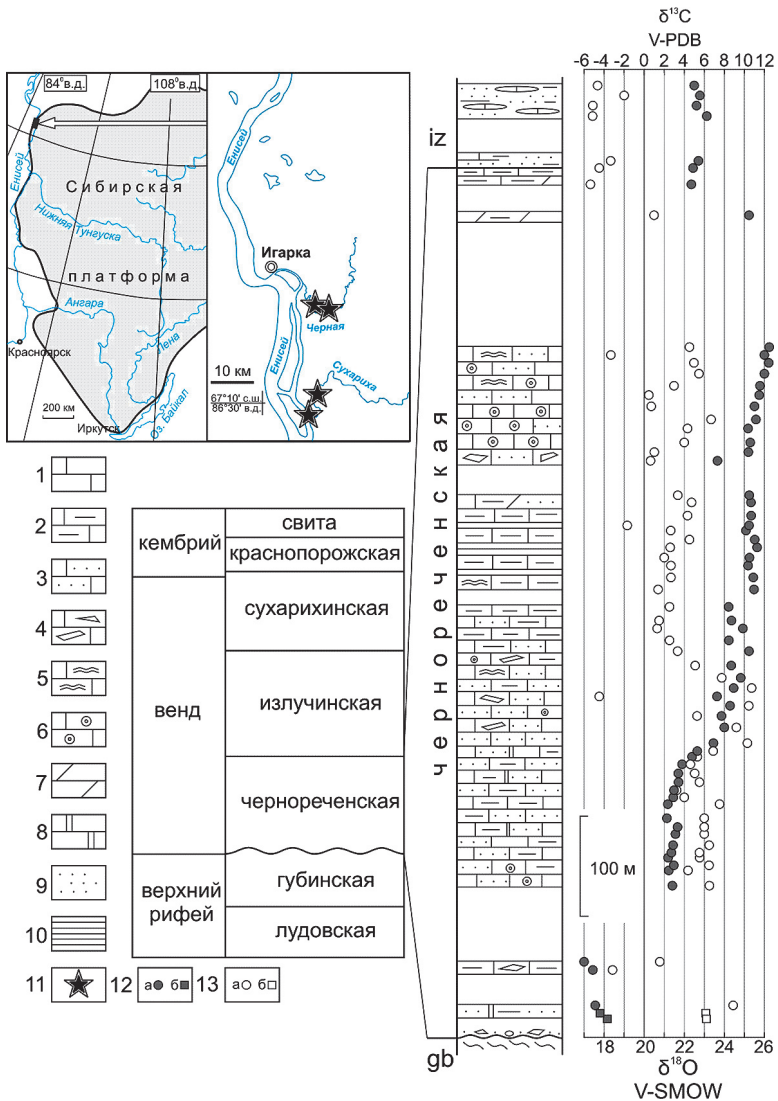 δ¹³C
V-PDB
-6 -4 -2 0 2 4 6 8 10 12
84°в.д.
108°в.д.
Енисей
Сибирская
Нижняя Тунгуска
платформа
Ангара
Лена
Красноярск
200 км
Иркутск
Оз. Байкал
Енисей
Игарка
Черная
Енисей
Сухариха
10 км
67°10' с.ш.
86°30' в.д.
iz
чернореченская
gb
100 м
1
2
3
4
5
6
7
8
9
10
11
12
а
б
13
а
б
кембрий
свита
краснопорожская
венд
сухарихинская
излучинская
чернореченская
верхний
рифей
губинская
лудовская
18 20 22 24 26
δ¹⁸O
V-SMOW